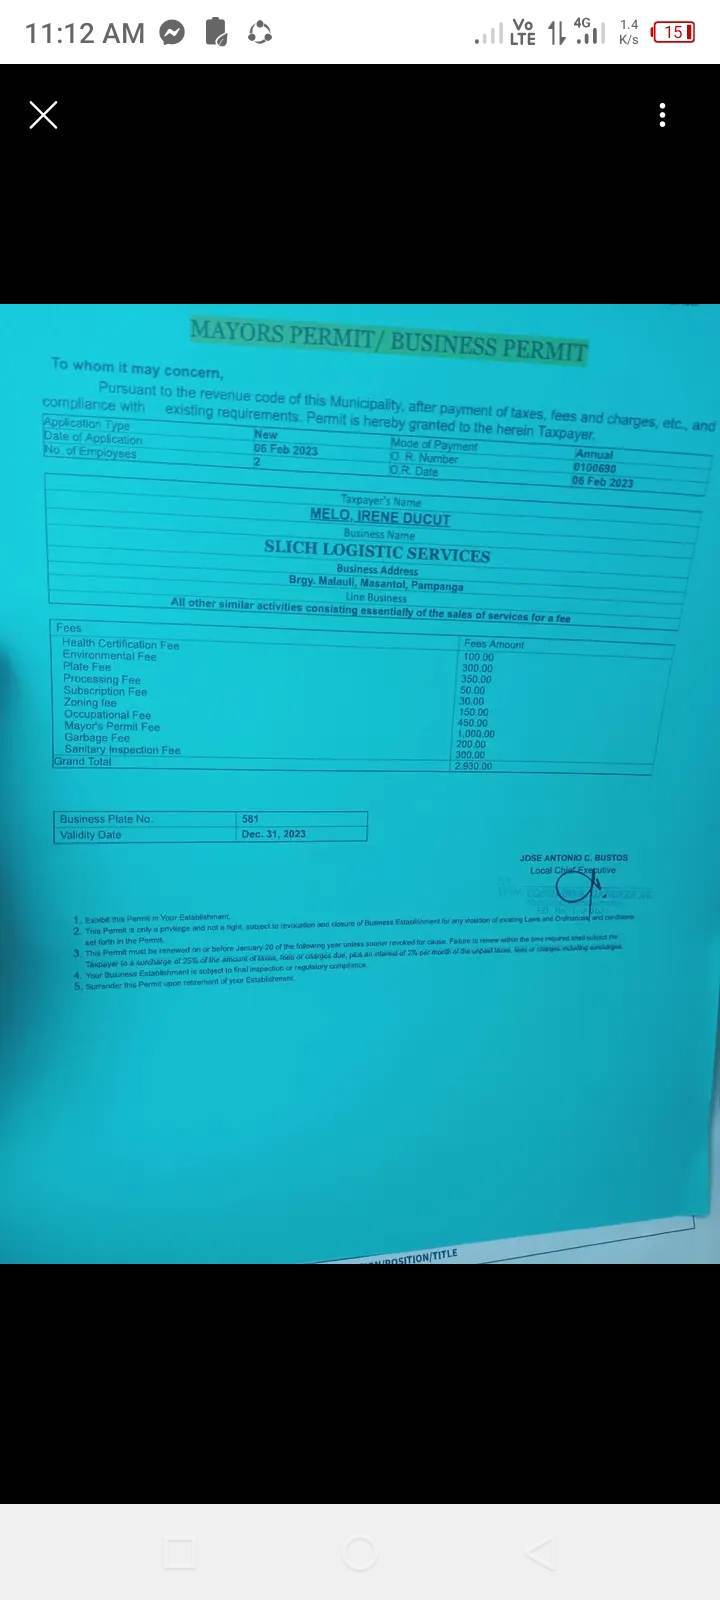 11:12 AM
Vo LTE 4G 1.4 K/s 15
MAYORS PERMIT/ BUSINESS PERMIT
To whom it may concern,
Pursuant to the revenue code of this Municipality, after payment of taxes, fees and charges, etc., and
compliance with existing requirements. Permit is hereby granted to the herein Taxpayer.
Application Type New Mode of Payment Annual
Date of Application 06 Feb 2023 O. R. Number 0100690
No. of Employees 2 O.R. Date 06 Feb 2023
Taxpayer's Name
MELO, IRENE DUCUT
Business Name
SLICH LOGISTIC SERVICES
Business Address
Brgy. Malauli, Masantol, Pampanga
Line Business
All other similar activities consisting essentially of the sales of services for a fee
Fees Fees Amount
Health Certification Fee 100.00
Environmental Fee 300.00
Plate Fee 350.00
Processing Fee 50.00
Subscription Fee 30.00
Zoning fee 150.00
Occupational Fee 450.00
Mayor's Permit Fee 1,000.00
Garbage Fee 200.00
Sanitary Inspection Fee 300.00
Grand Total 2,930.00
Business Plate No. 581
Validity Date Dec. 31, 2023
JOSE ANTONIO C. BUSTOS
Local Chief Executive
1. Exhibit this Permit in Your Establishment.
2. This Permit is only a privilege and not a right, subject to revocation and closure of Business Establishment for any violation of existing Laws and Ordinances and conditions
set forth in the Permit.
3. This Permit must be renewed on or before January 20 of the following year unless sooner revoked for cause. Failure to renew within the time required shall subject the
Taxpayer to a surcharge of 25% of the amount of taxes, fees or charges due, plus an interest of 2% per month of the unpaid taxes, fees or charges including surcharges.
4. Your Business Establishment is subject to final inspection or regulatory compliance.
5. Surrender this Permit upon retirement of your Establishment.
POSITION/TITLE